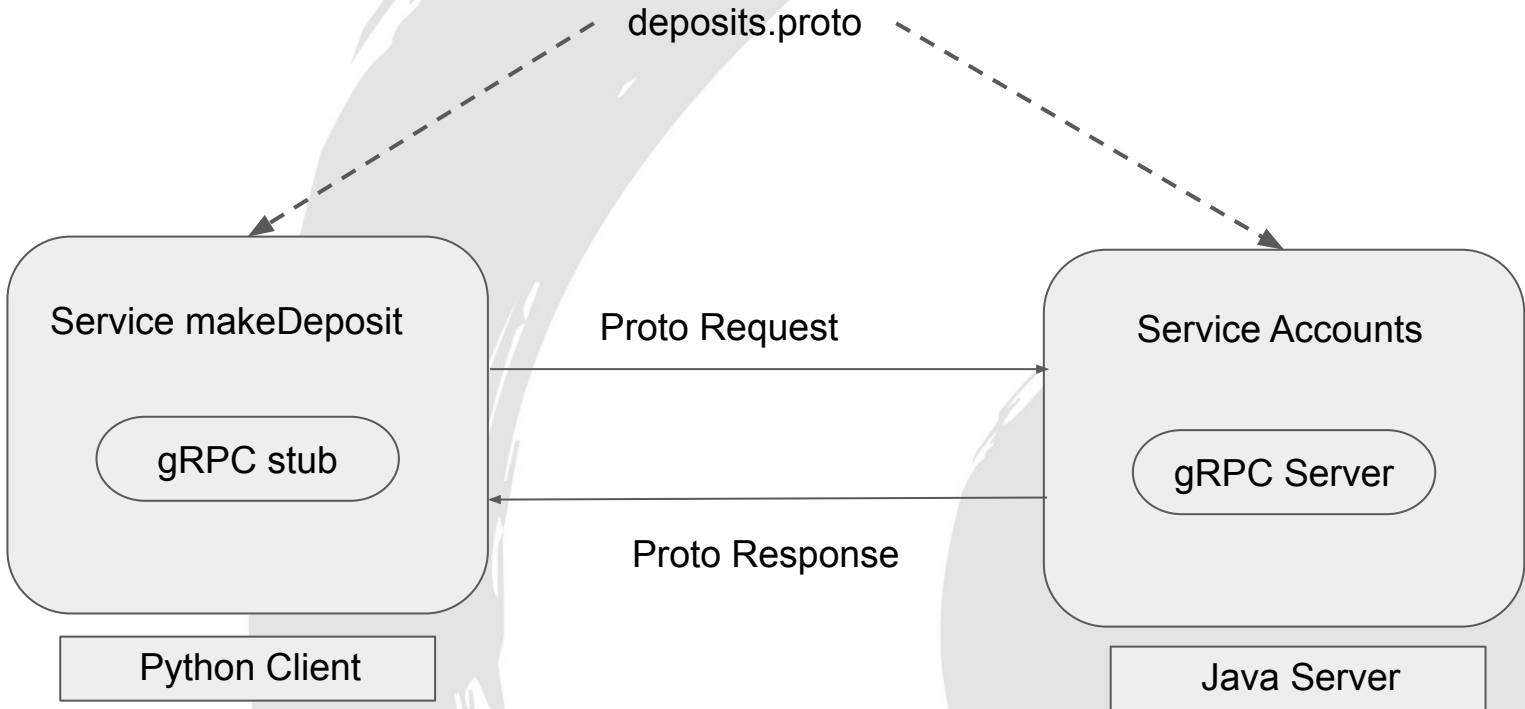 deposits.proto
Service makeDeposit
Proto Request
Service Accounts
gRPC stub
gRPC Server
Proto Response
Python Client
Java Server